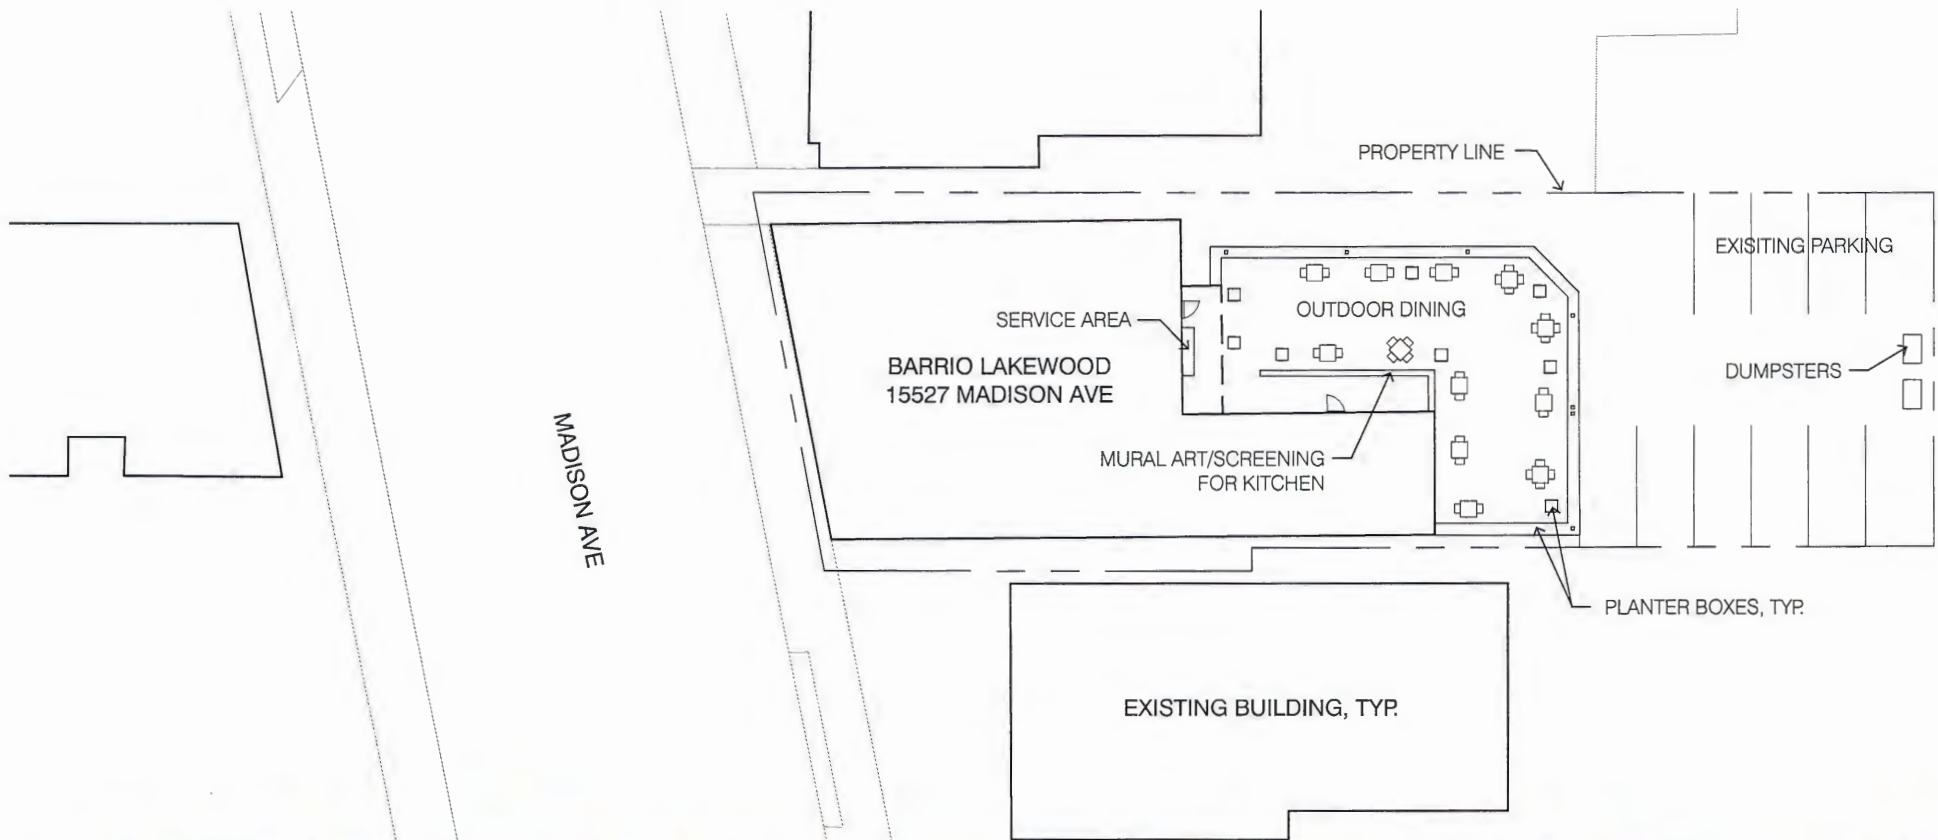 PROPERTY LINE
EXISITING PARKING
OUTDOOR DINING
SERVICE AREA
BARRIO LAKEWOOD
15527 MADISON AVE
DUMPSTERS
MADISON AVE
MURAL ART/SCREENING
FOR KITCHEN
PLANTER BOXES, TYP.
EXISTING BUILDING, TYP.